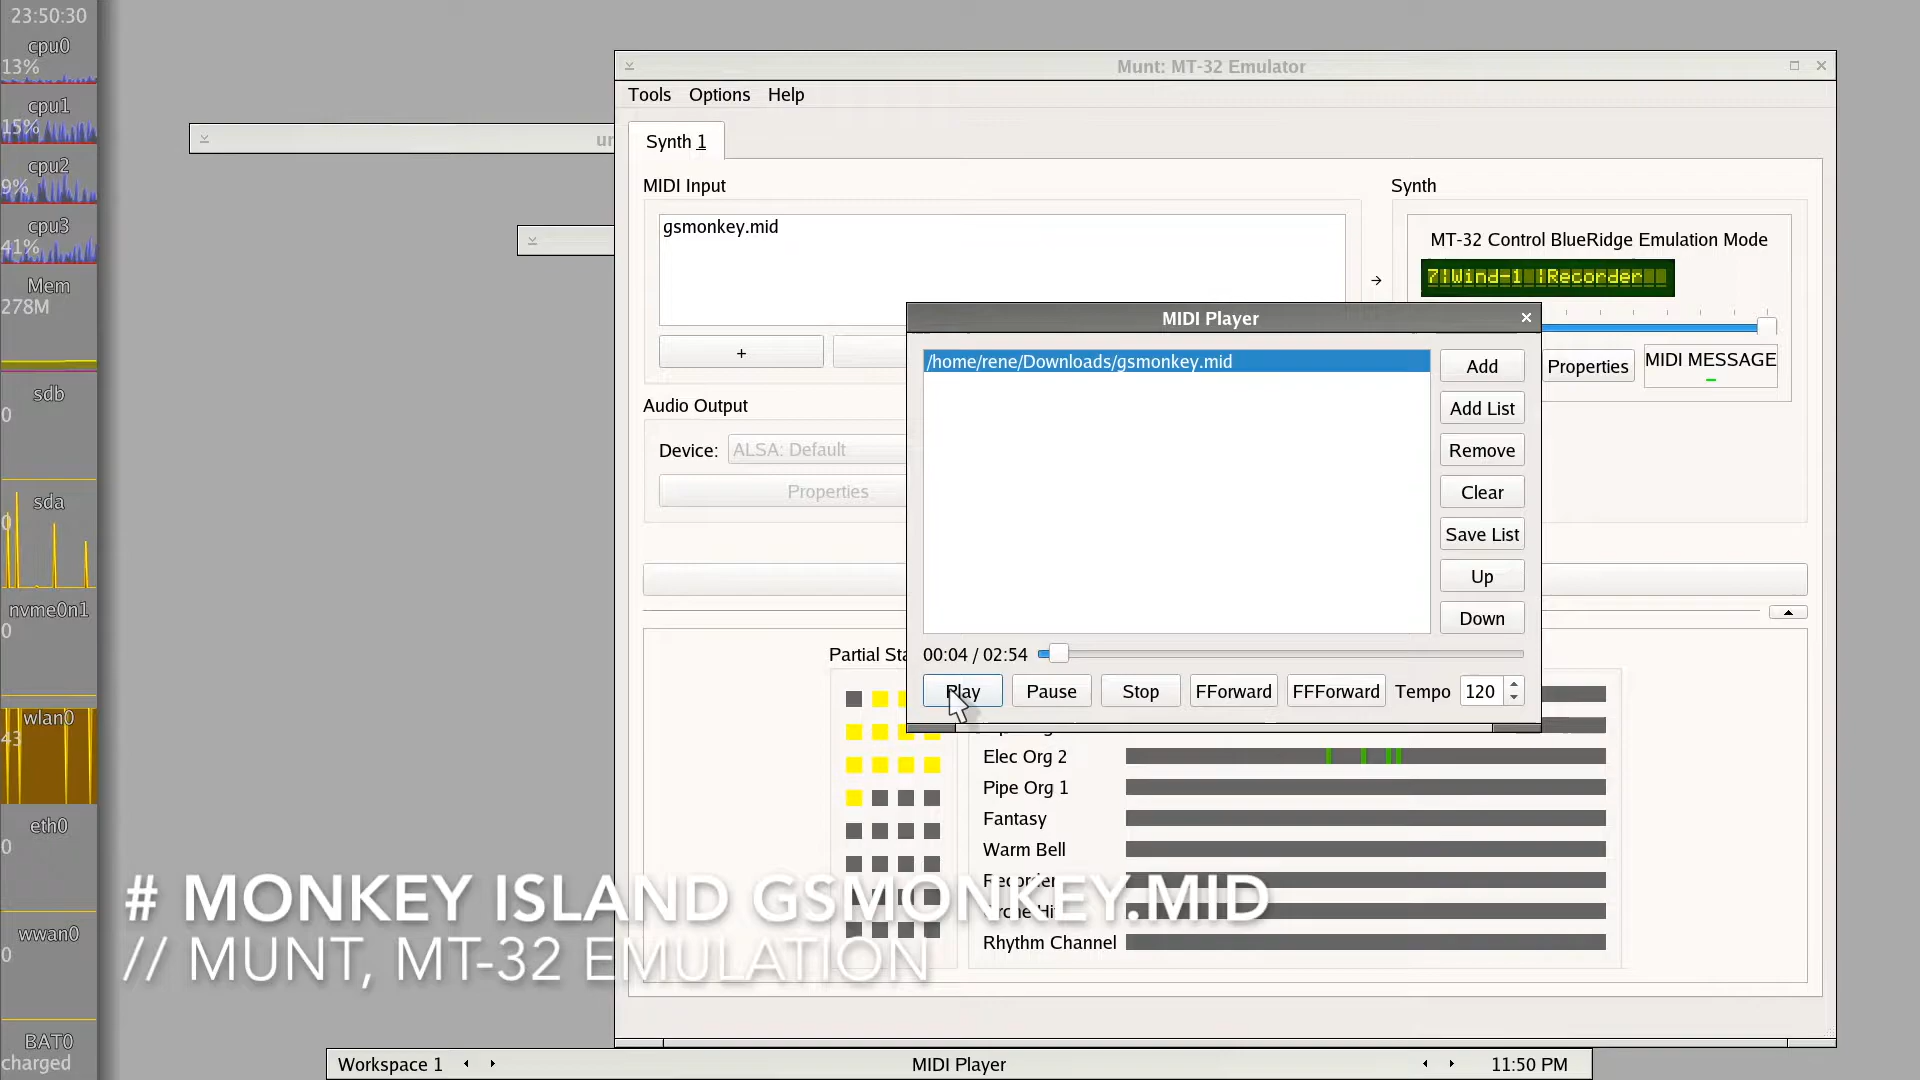 23:50:30
cpu0
13%
cpu1
15%
cpu2
9%
cpu3
41%
Mem
278M
sdb
0
sda
0
nvme0n1
0
wlan0
43
eth0
0
wwan0
0
BAT0
charged
Munt: MT-32 Emulator
Tools Options Help
Synth 1
MIDI Input
gsmonkey.mid
+
Synth
MT-32 Control BlueRidge Emulation Mode
7|Wind-1 |Recorder
Properties
MIDI MESSAGE
Audio Output
Device: ALSA: Default
Properties
MIDI Player
/home/rene/Downloads/gsmonkey.mid
Add
Add List
Remove
Clear
Save List
Up
Down
00:04 / 02:54
Play Pause Stop FForward FFForward Tempo 120
Elec Org 2
Pipe Org 1
Fantasy
Warm Bell
Recorder
Rhythm Channel
# MONKEY ISLAND GSMONKEY.MID
// MUNT, MT-32 EMULATION
Workspace 1 MIDI Player 11:50 PM